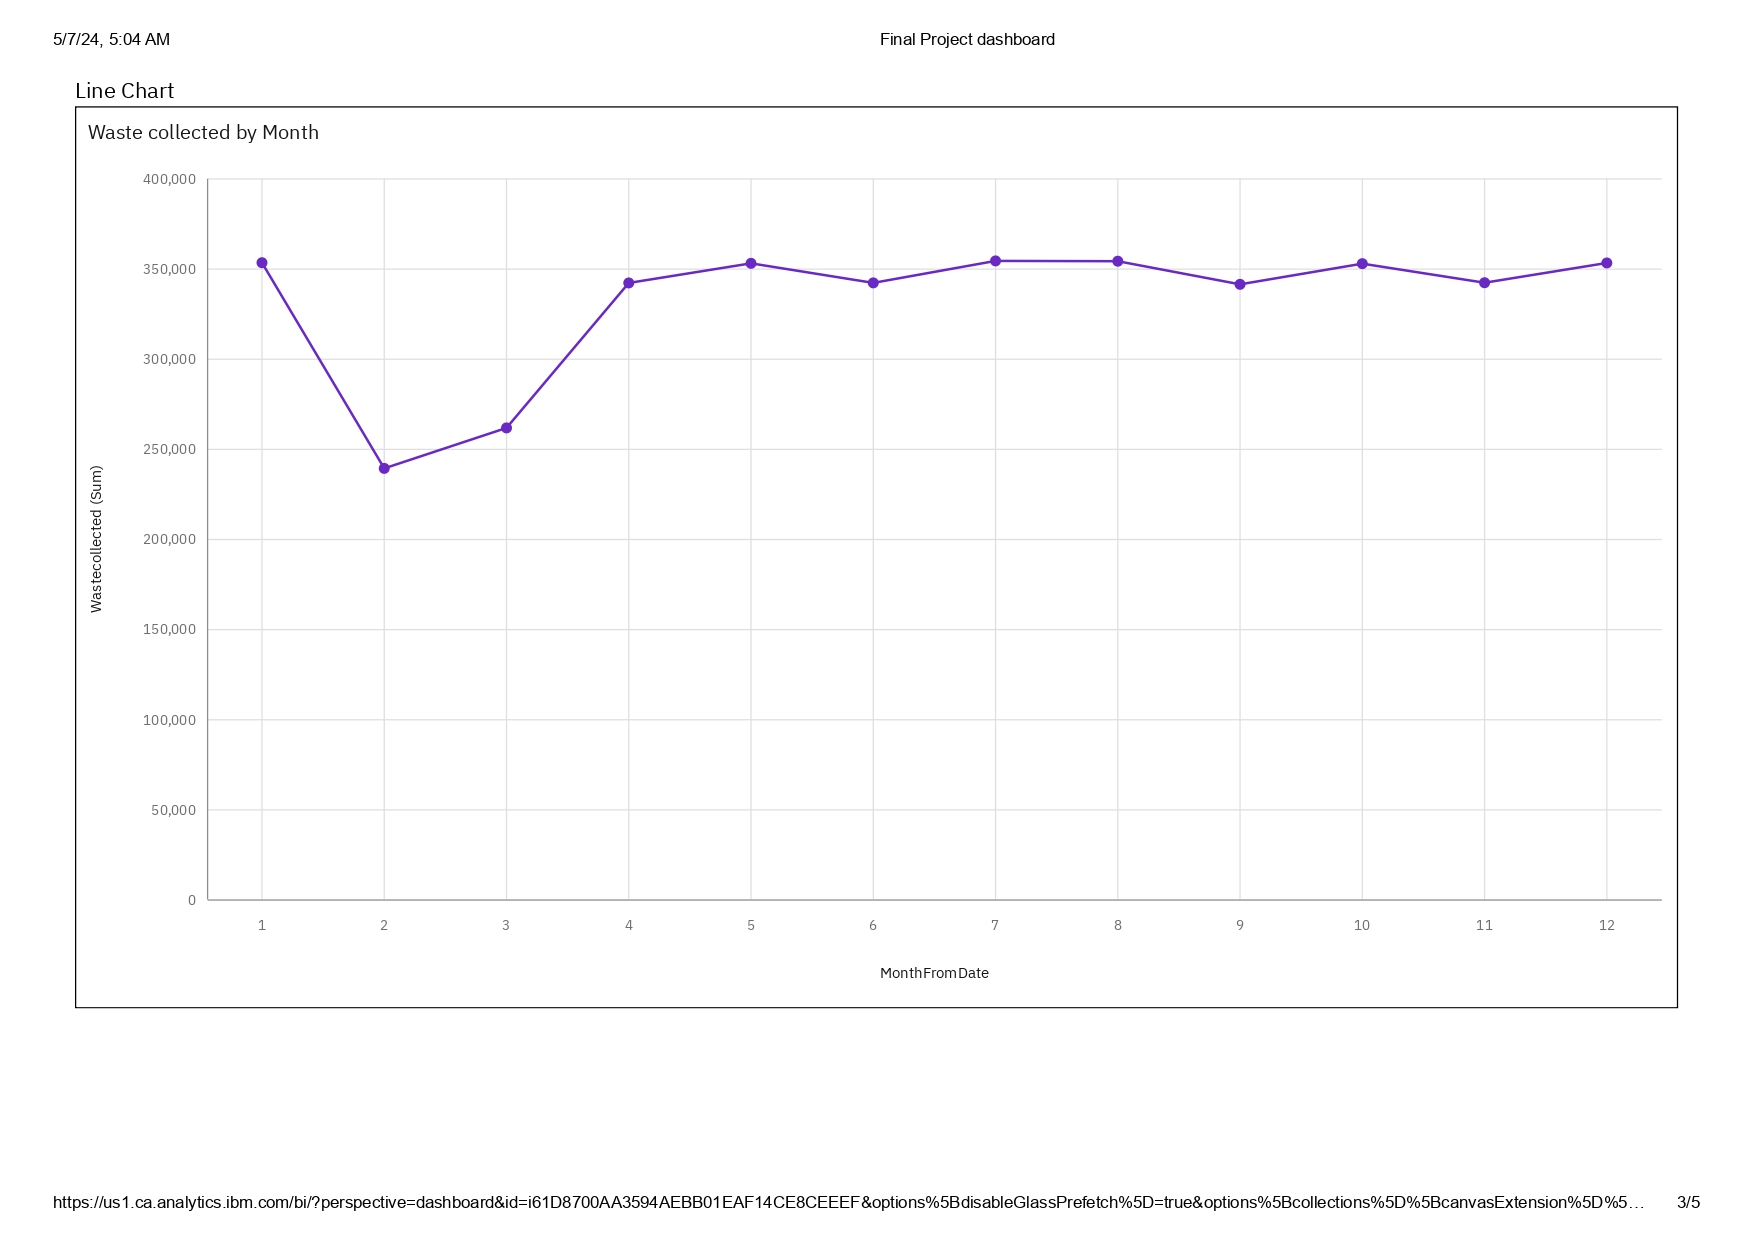 5/7/24, 5:04 AM Final Project dashboard
Line Chart
Waste collected by Month
400,000
350,000
300,000
250,000
200,000
150,000
100,000
50,000
0
Wastecollected (Sum)
1 2 3 4 5 6 7 8 9 10 11 12
MonthFromDate
https://us1.ca.analytics.ibm.com/bi/?perspective=dashboard&id=i61D8700AA3594AEBB01EAF14CE8CEEEF&options%5BdisableGlassPrefetch%5D=true&options%5Bcollections%5D%5BcanvasExtension%5D%5… 3/5